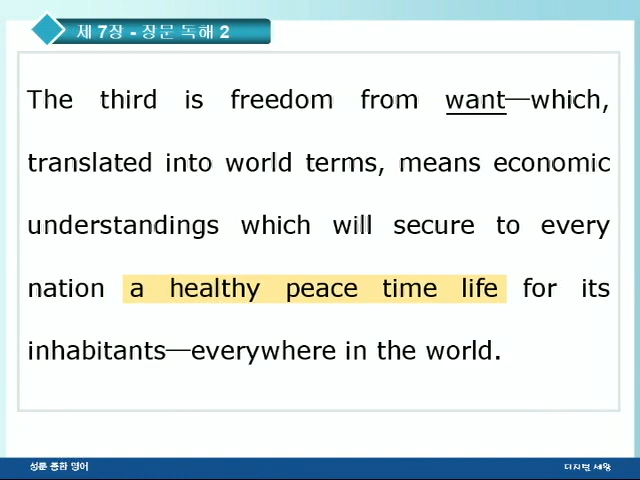 제 7장 - 장문 독해 2
The third is freedom from want—which,
translated into world terms, means economic
understandings which will secure to every
nation a healthy peace time life for its
inhabitants—everywhere in the world.
성문 종합 영어
디지털 세왕